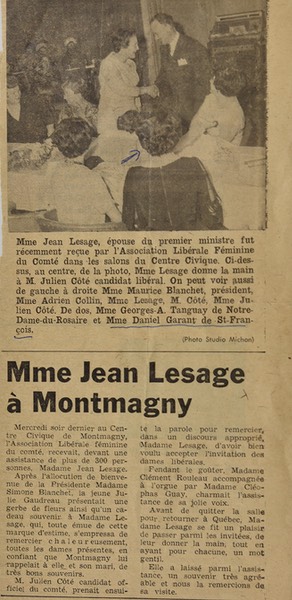 Mme Jean Lesage, épouse du premier ministre fut
récemment reçue par l'Association Libérale Féminine
du Comté dans les salons du Centre Civique. Ci-des-
sus, au centre, de la photo, Mme Lesage donne la main
à M. Julien Côté candidat libéral. On peut voir aussi
de gauche à droite Mme Maurice Blanchet, président,
Mme Adrien Collin, Mme Lesage, M. Côté, Mme Ju-
lien Côté. De dos, Mme Georges-A. Tanguay de Notre-
Dame-du-Rosaire et Mme Daniel Garant de St-Fran-
çois.
(Photo Studio Michon)
Mme Jean Lesage
à Montmagny
Mercredi soir dernier au Cen-
tre Civique de Montmagny,
l'Association Libérale féminine
du comté, recevait, devant une
assistance de plus de 300 per-
sonnes, Madame Jean Lesage.
Après l'allocution de bienve-
nue de la Présidente Madame
Simone Blanchet, la jeune Ju-
lie Gaudreau présentait une
gerbe de fleurs ainsi qu'un ca-
deau souvenir à Madame Le-
sage, qui, toute émue de cette
marque d'estime, s'empressa de
remercier chaleureusement,
toutes les dames présentes, en
confiant que Montmagny lui
rappelait à elle, et son mari, de
très bons souvenirs.
M. Julien Côté candidat of-
ficiel du comté, prenait ensui-
te la parole pour remercier,
dans un discours approprié,
Madame Lesage, d'avoir bien
voulu accepter l'invitation des
dames libérales.
Pendant le goûter, Madame
Clément Rouleau accompagnée
à l'orgue par Madame Cléo-
phas Guay, charmait l'assis-
tance de sa jolie voix.
Avant de quitter la salle
pour retourner à Québec, Ma-
dame Lesage se fit un plaisir
de passer parmi les invitées, de
leur donner la main, tout en
ayant pour chacune, un mot
gentil.
Elle a laissé parmi l'assis-
tance, un souvenir très agréa-
ble et nous la remercions de
sa visite.